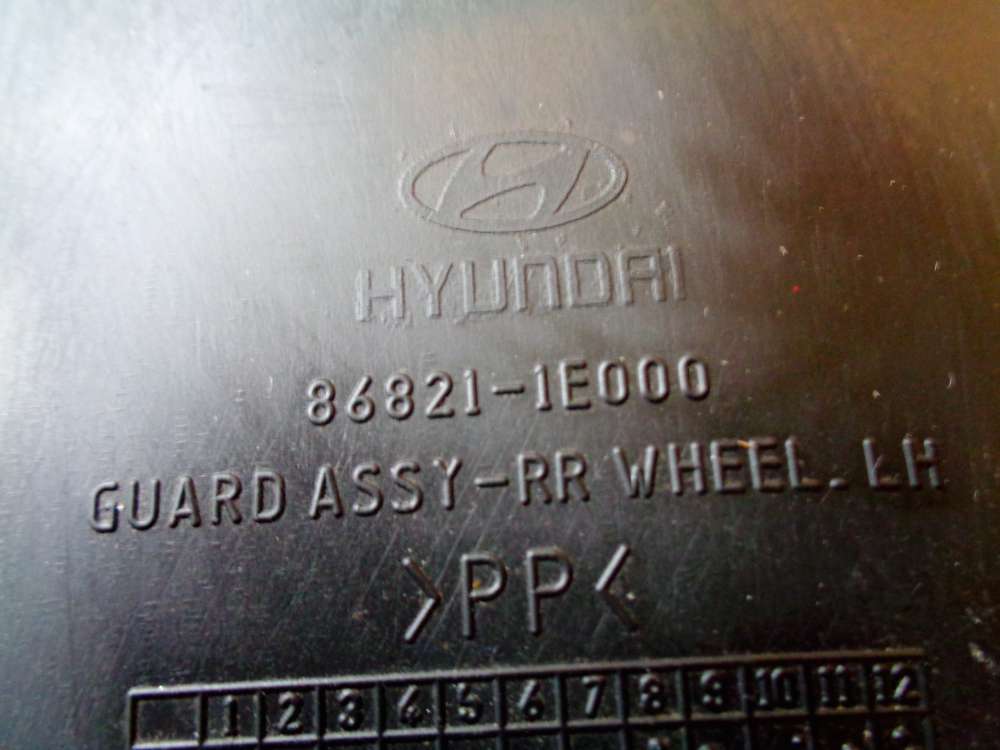 HYUNDAI
86821-1E000
GUARD ASSY-RR WHEEL. LH
>PP<
1 2 3 4 5 6 7 8 9 10 11 12